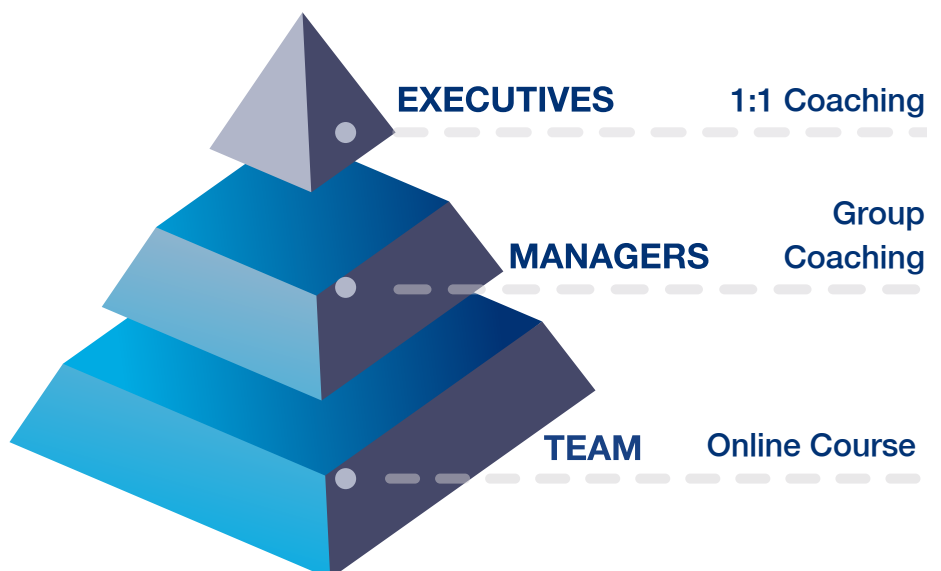 EXECUTIVES 1:1 Coaching
Group
MANAGERS Coaching
TEAM Online Course